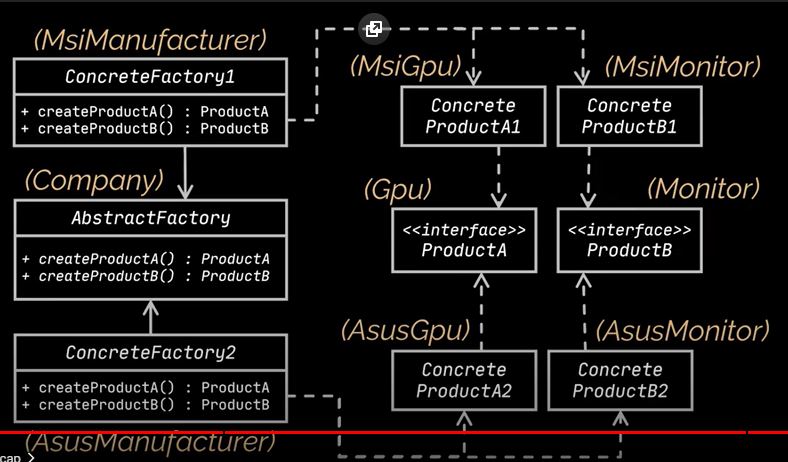 (MsiManufacturer)
ConcreteFactory1
+ createProductA() : ProductA
+ createProductB() : ProductB
(MsiGpu)
(MsiMonitor)
Concrete
ProductA1
Concrete
ProductB1
(Company)
AbstractFactory
+ createProductA() : ProductA
+ createProductB() : ProductB
(Gpu)
(Monitor)
<<interface>>
ProductA
<<interface>>
ProductB
ConcreteFactory2
+ createProductA() : ProductA
+ createProductB() : ProductB
(AsusManufacturer)
(AsusGpu)
(AsusMonitor)
Concrete
ProductA2
Concrete
ProductB2
cap >